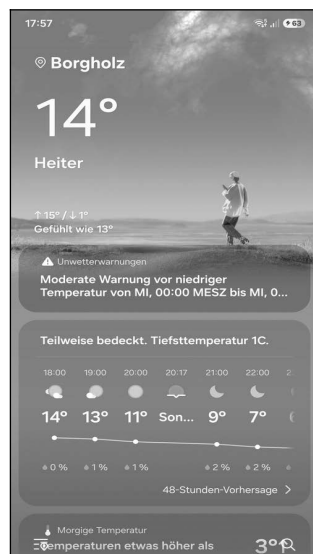 17:57
63
Borgholz
14°
Heiter
↑ 15° / ↓ 1°
Gefühlt wie 13°
Unwetterwarnungen
Moderate Warnung vor niedriger
Temperatur von MI, 00:00 MESZ bis MI, 0...
Teilweise bedeckt. Tiefsttemperatur 1C.
18:00 19:00 20:00 20:17 21:00 22:00 2
14° 13° 11° Son... 9° 7°
0 % 1 % 1 % 2 % 2 %
48-Stunden-Vorhersage >
Morgige Temperatur
Temperaturen etwas höher als
3°